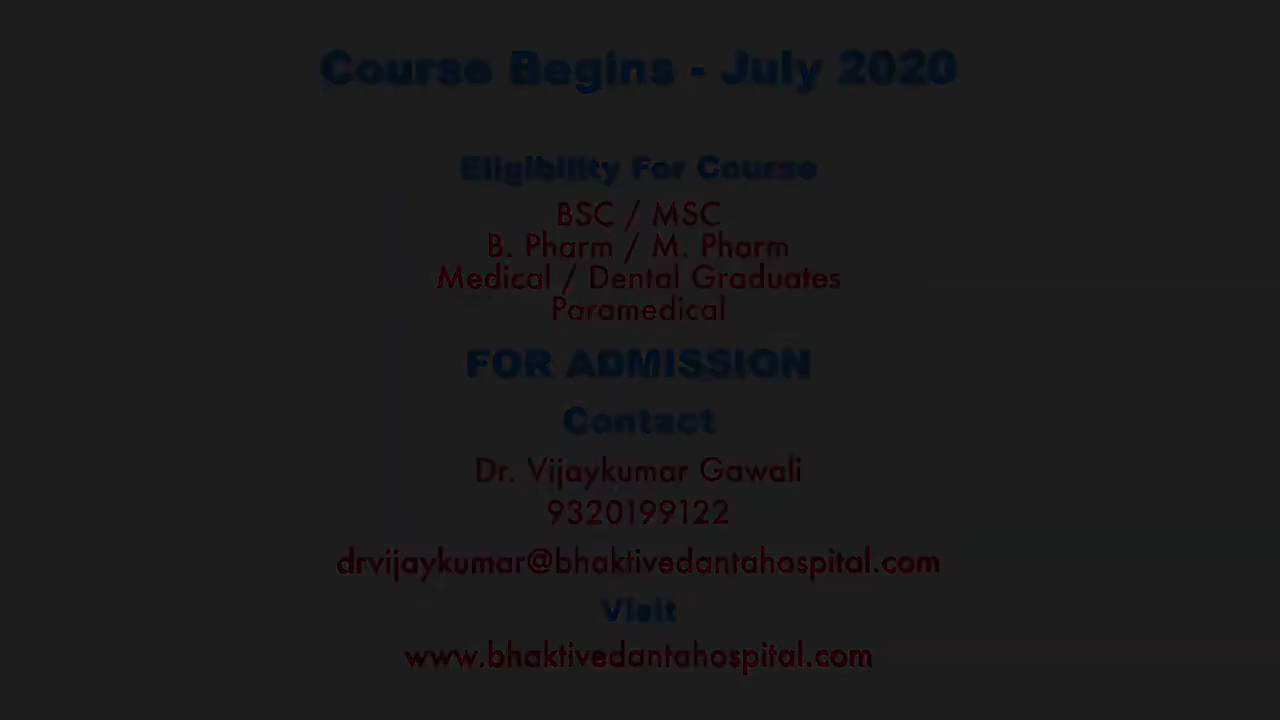 Course Begins - July 2020
Eligibility For Course
BSC / MSC
B. Pharm / M. Pharm
Medical / Dental Graduates
Paramedical
FOR ADMISSION
Contact
Dr. Vijaykumar Gawali
9320199122
drvijaykumar@bhaktivedantahospital.com
Visit
www.bhaktivedantahospital.com